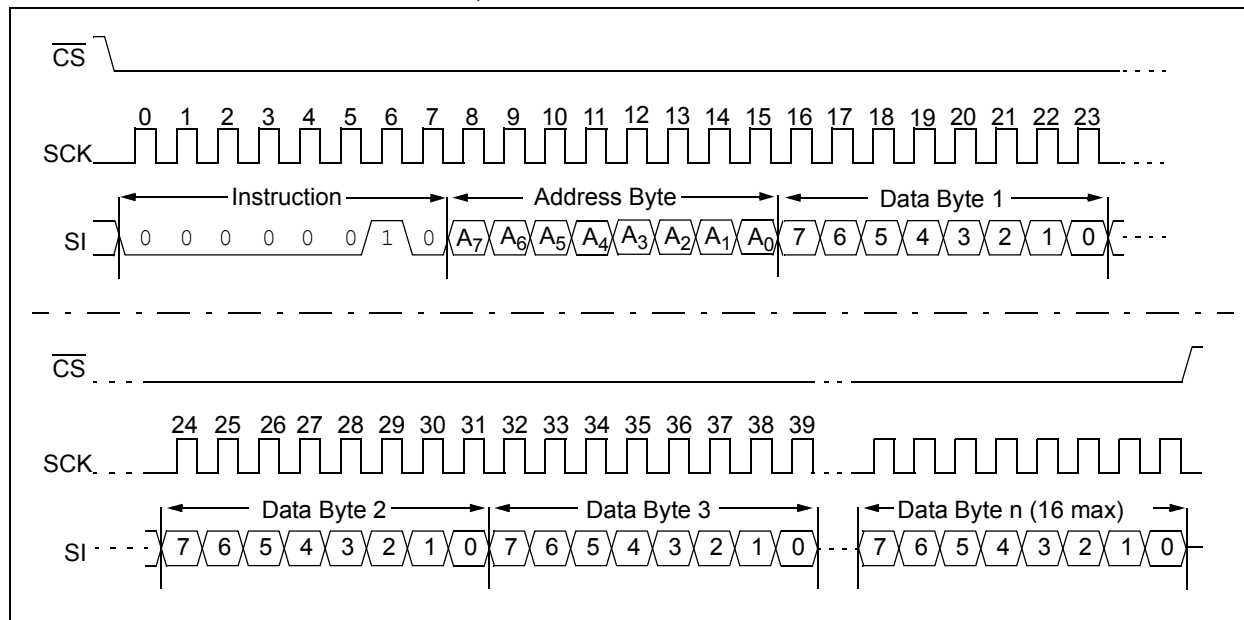 CS
0 1 2 3 4 5 6 7 8 9 10 11 12 13 14 15 16 17 18 19 20 21 22 23
SCK
Instruction Address Byte Data Byte 1
SI 0 0 0 0 0 0 1 0 A7 A6 A5 A4 A3 A2 A1 A0 7 6 5 4 3 2 1 0
CS
24 25 26 27 28 29 30 31 32 33 34 35 36 37 38 39
SCK
Data Byte 2 Data Byte 3 Data Byte n (16 max)
SI 7 6 5 4 3 2 1 0 7 6 5 4 3 2 1 0 7 6 5 4 3 2 1 0